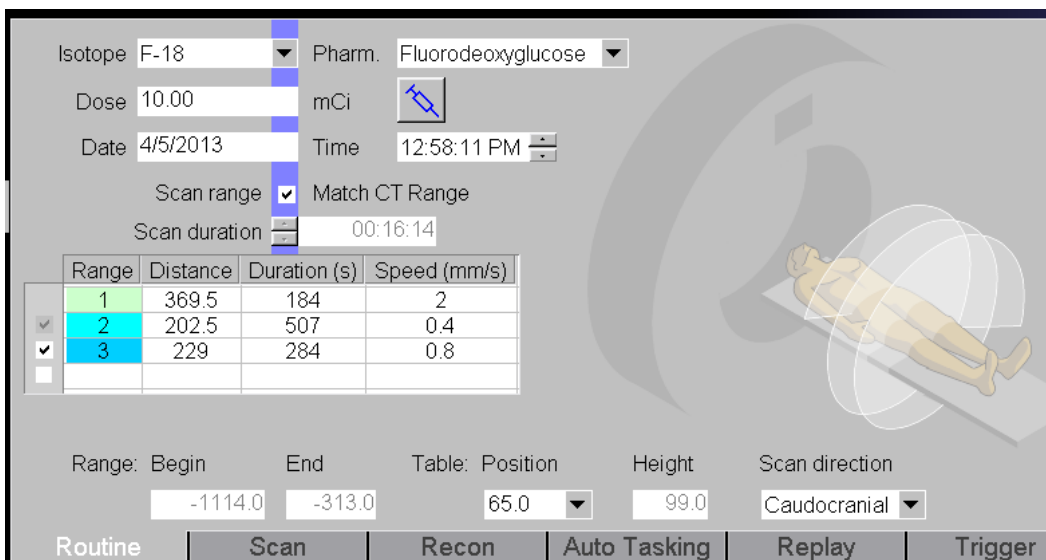 Isotope F-18 Pharm. Fluorodeoxyglucose
Dose 10.00 mCi
Date 4/5/2013 Time 12:58:11 PM
Scan range Match CT Range
Scan duration 00:16:14
Range Distance Duration (s) Speed (mm/s)
1 369.5 184 2
2 202.5 507 0.4
3 229 284 0.8
Range: Begin End Table: Position Height Scan direction
-1114.0 -313.0 65.0 99.0 Caudocranial
Routine Scan Recon Auto Tasking Replay Trigger